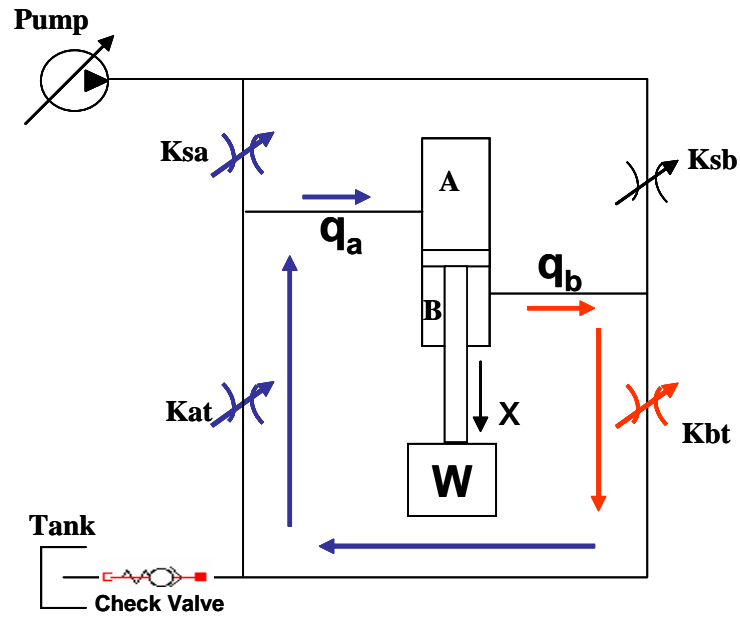 Pump
Ksa
A
Ksb
qa
qb
B
X
Kat
Kbt
W
Tank
Check Valve